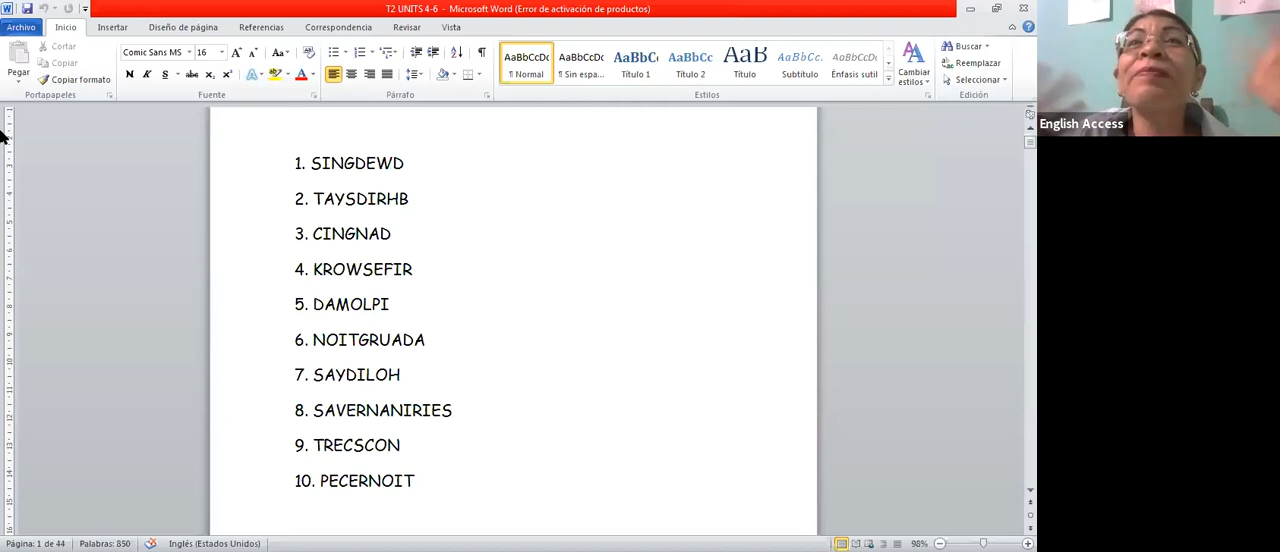 T2 UNITS 4-6 - Microsoft Word (Error de activación de productos)
Archivo Inicio Insertar Diseño de página Referencias Correspondencia Revisar Vista
Pegar
Cortar
Copiar
Copiar formato
Portapapeles
Comic Sans MS 16
Fuente
Párrafo
AaBbCcDc AaBbCcDc AaBbC AaBbCc AaB AaBbCc. AaBbCcDc
¶ Normal ¶ Sin espa... Título 1 Título 2 Título Subtítulo Énfasis sutil
Cambiar estilos
Estilos
Buscar
Reemplazar
Seleccionar
Edición
English Access
1. SINGDEWD
2. TAYSDIRHB
3. CINGNAD
4. KROWSEFIR
5. DAMOLPI
6. NOITGRUADA
7. SAYDILOH
8. SAVERNANIRIES
9. TRECSCON
10. PECERNOIT
Página: 1 de 44 Palabras: 850 Inglés (Estados Unidos) 98%